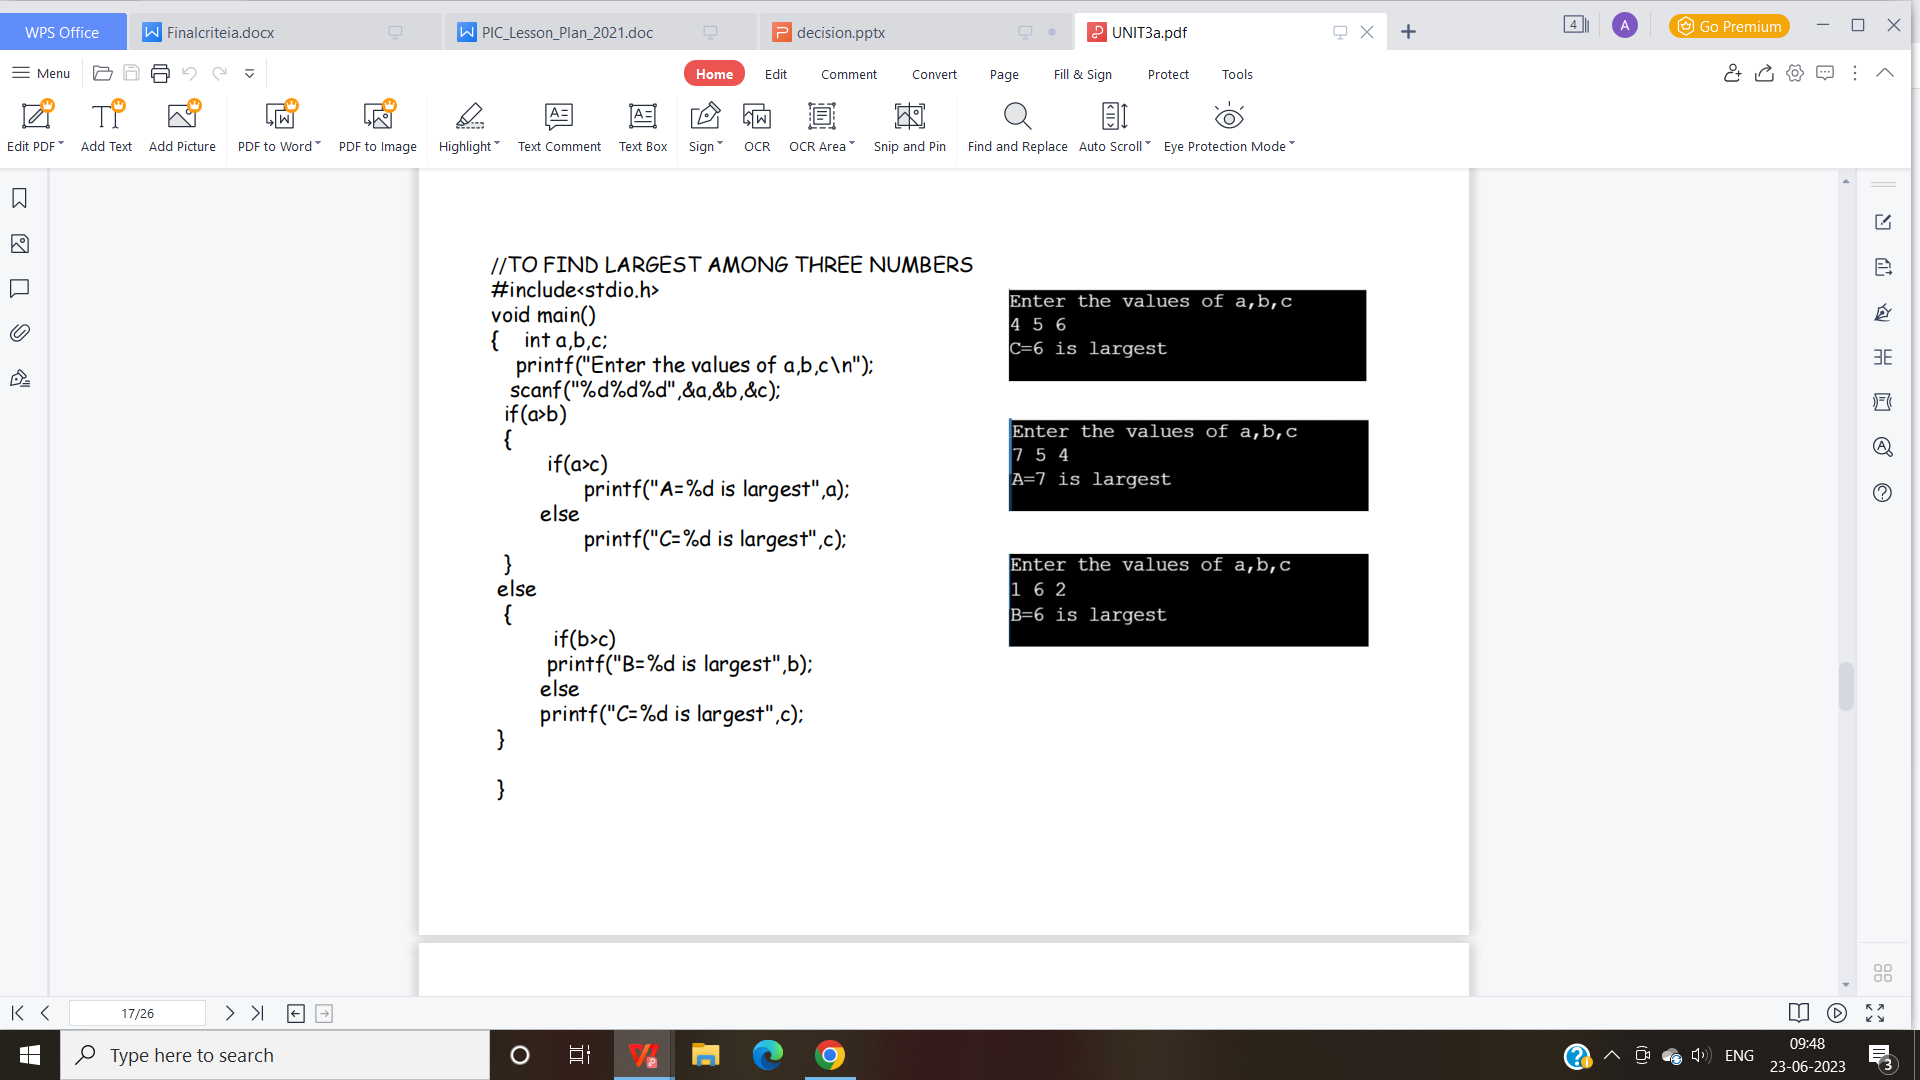 WPS Office
Finalcriteia.docx
PIC_Lesson_Plan_2021.doc
decision.pptx
UNIT3a.pdf
4
A
Go Premium
Menu
Home
Edit
Comment
Convert
Page
Fill & Sign
Protect
Tools
Edit PDF
Add Text
Add Picture
PDF to Word
PDF to Image
Highlight
Text Comment
Text Box
Sign
OCR
OCR Area
Snip and Pin
Find and Replace
Auto Scroll
Eye Protection Mode
//TO FIND LARGEST AMONG THREE NUMBERS
#include<stdio.h>
void main()
{ int a,b,c;
printf("Enter the values of a,b,c\n");
scanf("%d%d%d",&a,&b,&c);
if(a>b)
{
if(a>c)
printf("A=%d is largest",a);
else
printf("C=%d is largest",c);
}
else
{
if(b>c)
printf("B=%d is largest",b);
else
printf("C=%d is largest",c);
}
}
Enter the values of a,b,c
4 5 6
C=6 is largest
Enter the values of a,b,c
7 5 4
A=7 is largest
Enter the values of a,b,c
1 6 2
B=6 is largest
17/26
Type here to search
ENG
09:48
23-06-2023
3